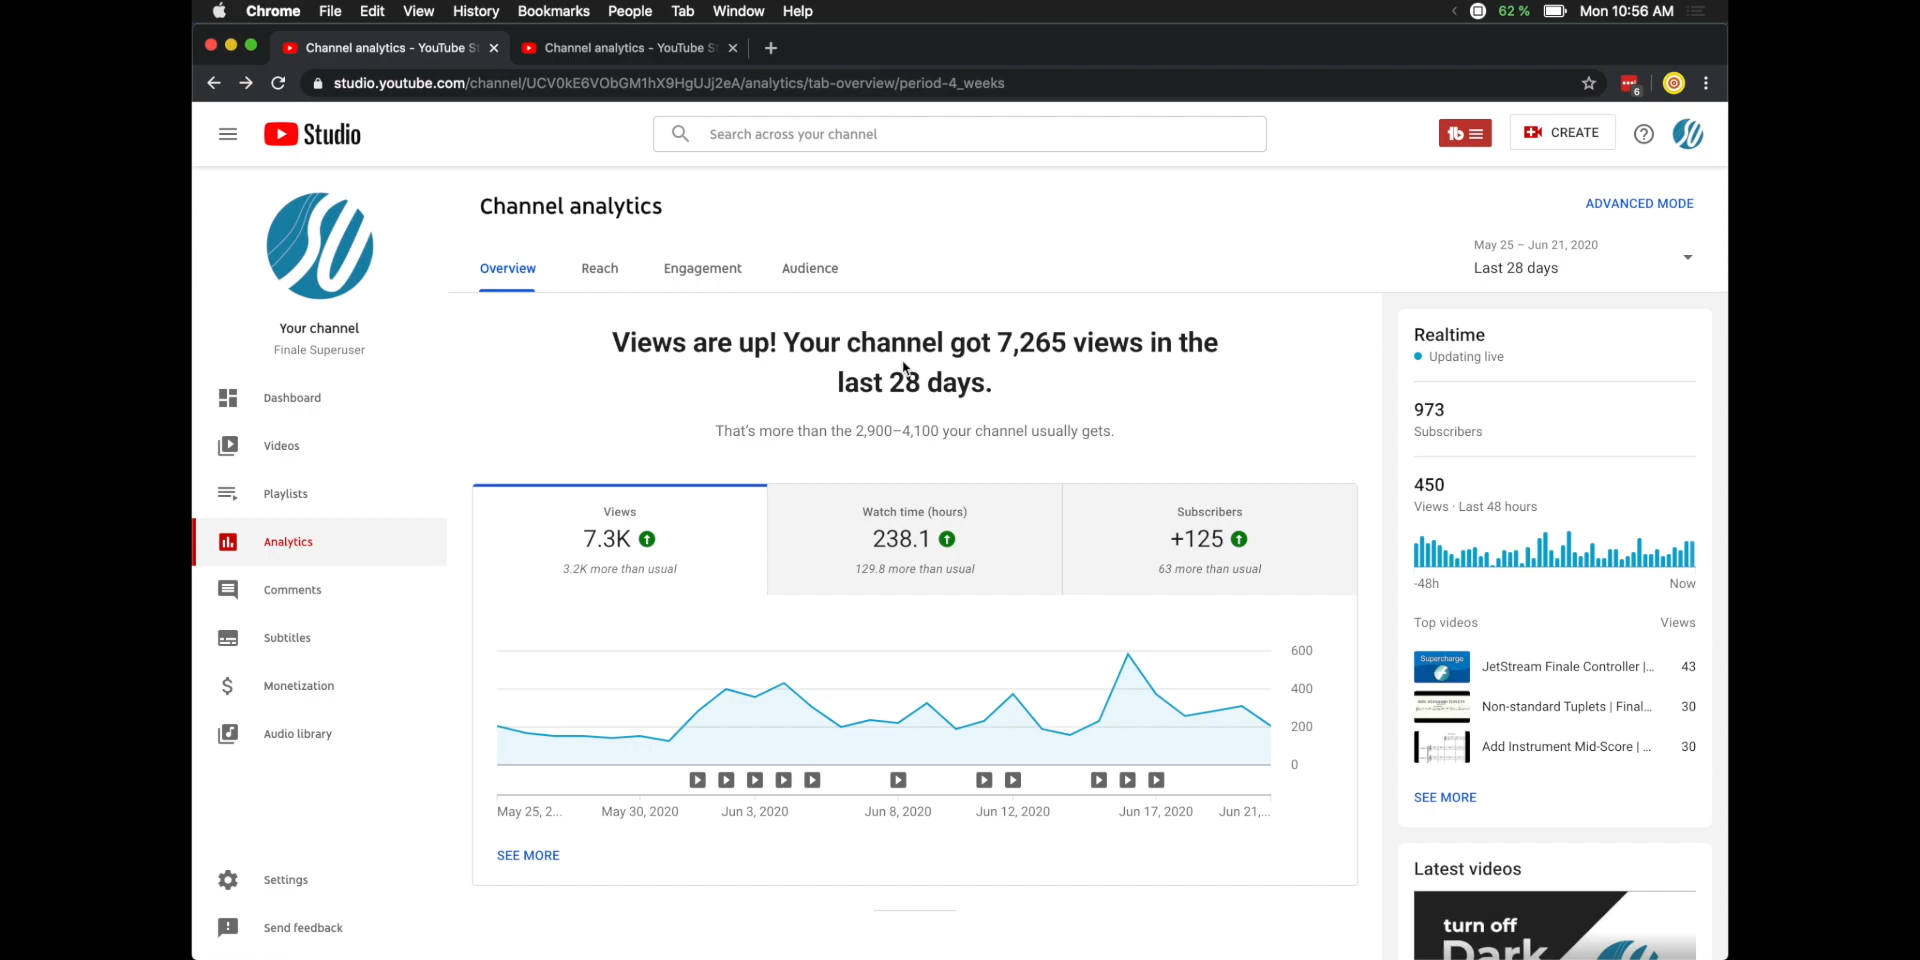 Chrome File Edit View History Bookmarks People Tab Window Help
62 % Mon 10:56 AM
Channel analytics - YouTube St
Channel analytics - YouTube St
studio.youtube.com/channel/UCV0kE6VObGM1hX9HgUJj2eA/analytics/tab-overview/period-4_weeks
6
Studio
Search across your channel
tb
CREATE
Your channel
Finale Superuser
Dashboard
Videos
Playlists
Analytics
Comments
Subtitles
Monetization
Audio library
Settings
Send feedback
Channel analytics
ADVANCED MODE
Overview Reach Engagement Audience
May 25 – Jun 21, 2020
Last 28 days
Views are up! Your channel got 7,265 views in the
last 28 days.
That's more than the 2,900–4,100 your channel usually gets.
Views
7.3K
3.2K more than usual
Watch time (hours)
238.1
129.8 more than usual
Subscribers
+125
63 more than usual
600
400
200
0
May 25, 2... May 30, 2020 Jun 3, 2020 Jun 8, 2020 Jun 12, 2020 Jun 17, 2020 Jun 21,...
SEE MORE
Realtime
Updating live
973
Subscribers
450
Views · Last 48 hours
-48h Now
Top videos Views
Supercharge
JetStream Finale Controller |... 43
Non-standard Tuplets | Final... 30
Add Instrument Mid-Score | ... 30
SEE MORE
Latest videos
turn off
Dark